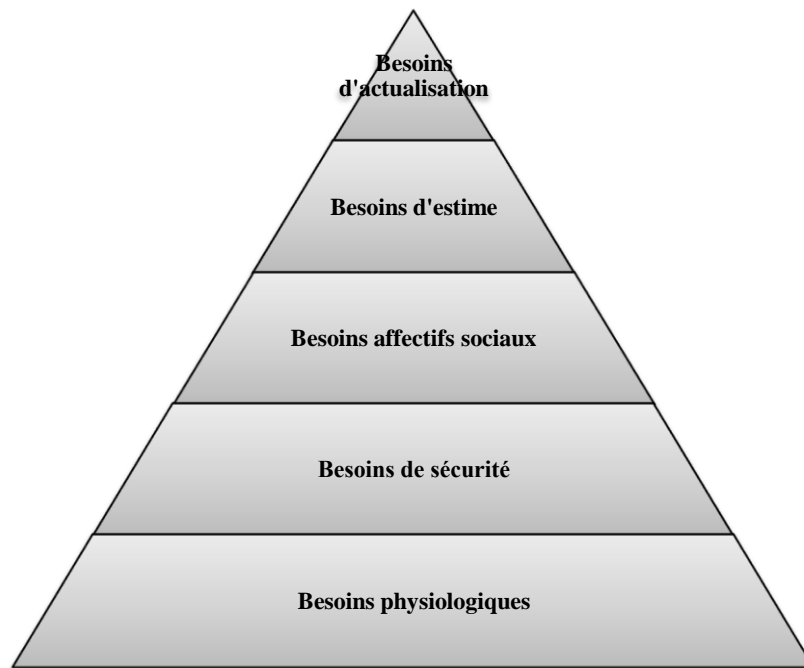 Besoins
d'actualisation
Besoins d'estime
Besoins affectifs sociaux
Besoins de sécurité
Besoins physiologiques